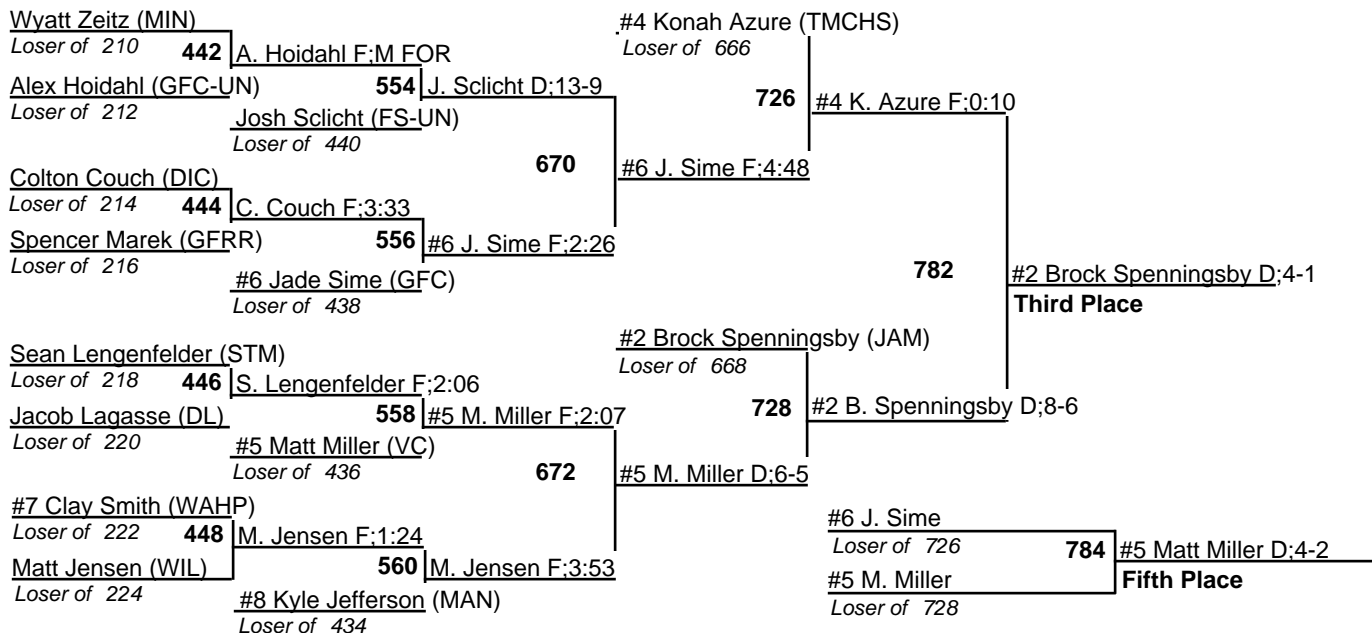 Wyatt Zeitz (MIN)
Loser of 210
442
A. Hoidahl F;M FOR
Alex Hoidahl (GFC-UN)
Loser of 212
554
J. Sclicht D;13-9
Josh Sclicht (FS-UN)
Loser of 440
670
#6 J. Sime F;4:48
Colton Couch (DIC)
Loser of 214
444
C. Couch F;3:33
Spencer Marek (GFRR)
Loser of 216
556
#6 J. Sime F;2:26
#6 Jade Sime (GFC)
Loser of 438
Sean Lengenfelder (STM)
Loser of 218
446
S. Lengenfelder F;2:06
Jacob Lagasse (DL)
Loser of 220
558
#5 M. Miller F;2:07
#5 Matt Miller (VC)
Loser of 436
672
#5 M. Miller D;6-5
#7 Clay Smith (WAHP)
Loser of 222
448
M. Jensen F;1:24
Matt Jensen (WIL)
Loser of 224
560
M. Jensen F;3:53
#8 Kyle Jefferson (MAN)
Loser of 434
#4 Konah Azure (TMCHS)
Loser of 666
726
#4 K. Azure F;0:10
782
#2 Brock Spenningsby D;4-1
Third Place
#2 Brock Spenningsby (JAM)
Loser of 668
728
#2 B. Spenningsby D;8-6
#6 J. Sime
Loser of 726
784
#5 Matt Miller D;4-2
Fifth Place
#5 M. Miller
Loser of 728